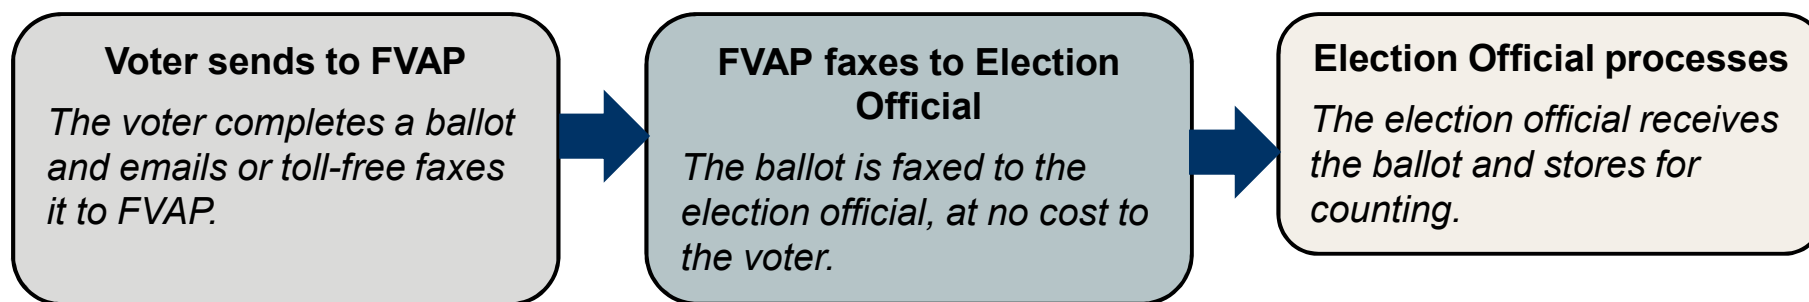 Voter sends to FVAP
The voter completes a ballot
and emails or toll-free faxes
it to FVAP.
FVAP faxes to Election
Official
The ballot is faxed to the
election official, at no cost to
the voter.
Election Official processes
The election official receives
the ballot and stores for
counting.